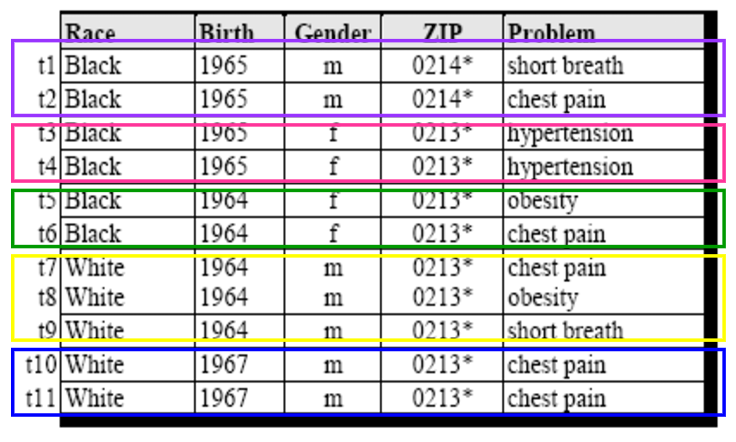 Race Birth Gender ZIP Problem
t1 Black 1965 m 0214* short breath
t2 Black 1965 m 0214* chest pain
t3 Black 1965 f 0213* hypertension
t4 Black 1965 f 0213* hypertension
t5 Black 1964 f 0213* obesity
t6 Black 1964 f 0213* chest pain
t7 White 1964 m 0213* chest pain
t8 White 1964 m 0213* obesity
t9 White 1964 m 0213* short breath
t10 White 1967 m 0213* chest pain
t11 White 1967 m 0213* chest pain